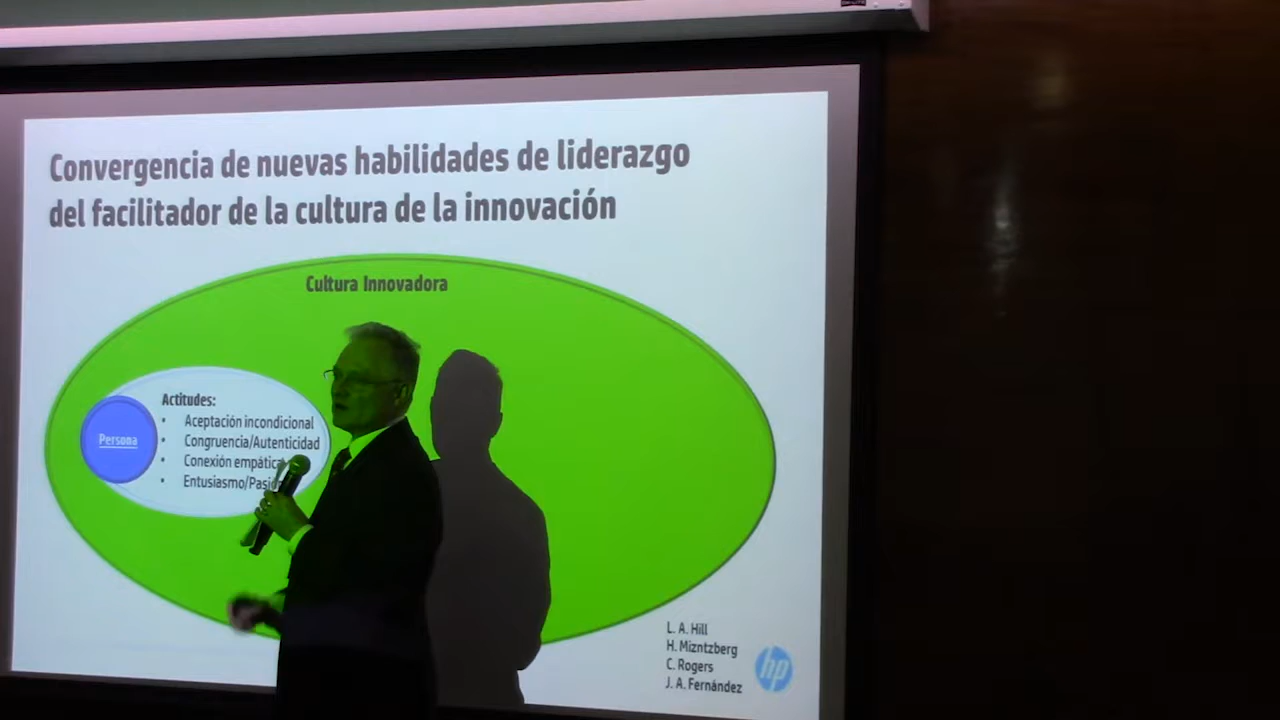 Convergencia de nuevas habilidades de liderazgo
del facilitador de la cultura de la innovación
Cultura Innovadora
Actitudes:
• Aceptación incondicional
• Congruencia/Autenticidad
Persona
• Conexión
• Entusiasmo/
L. A. Hill
H. Mizntzberg
C. Rogers
J. A. Fernández
hp